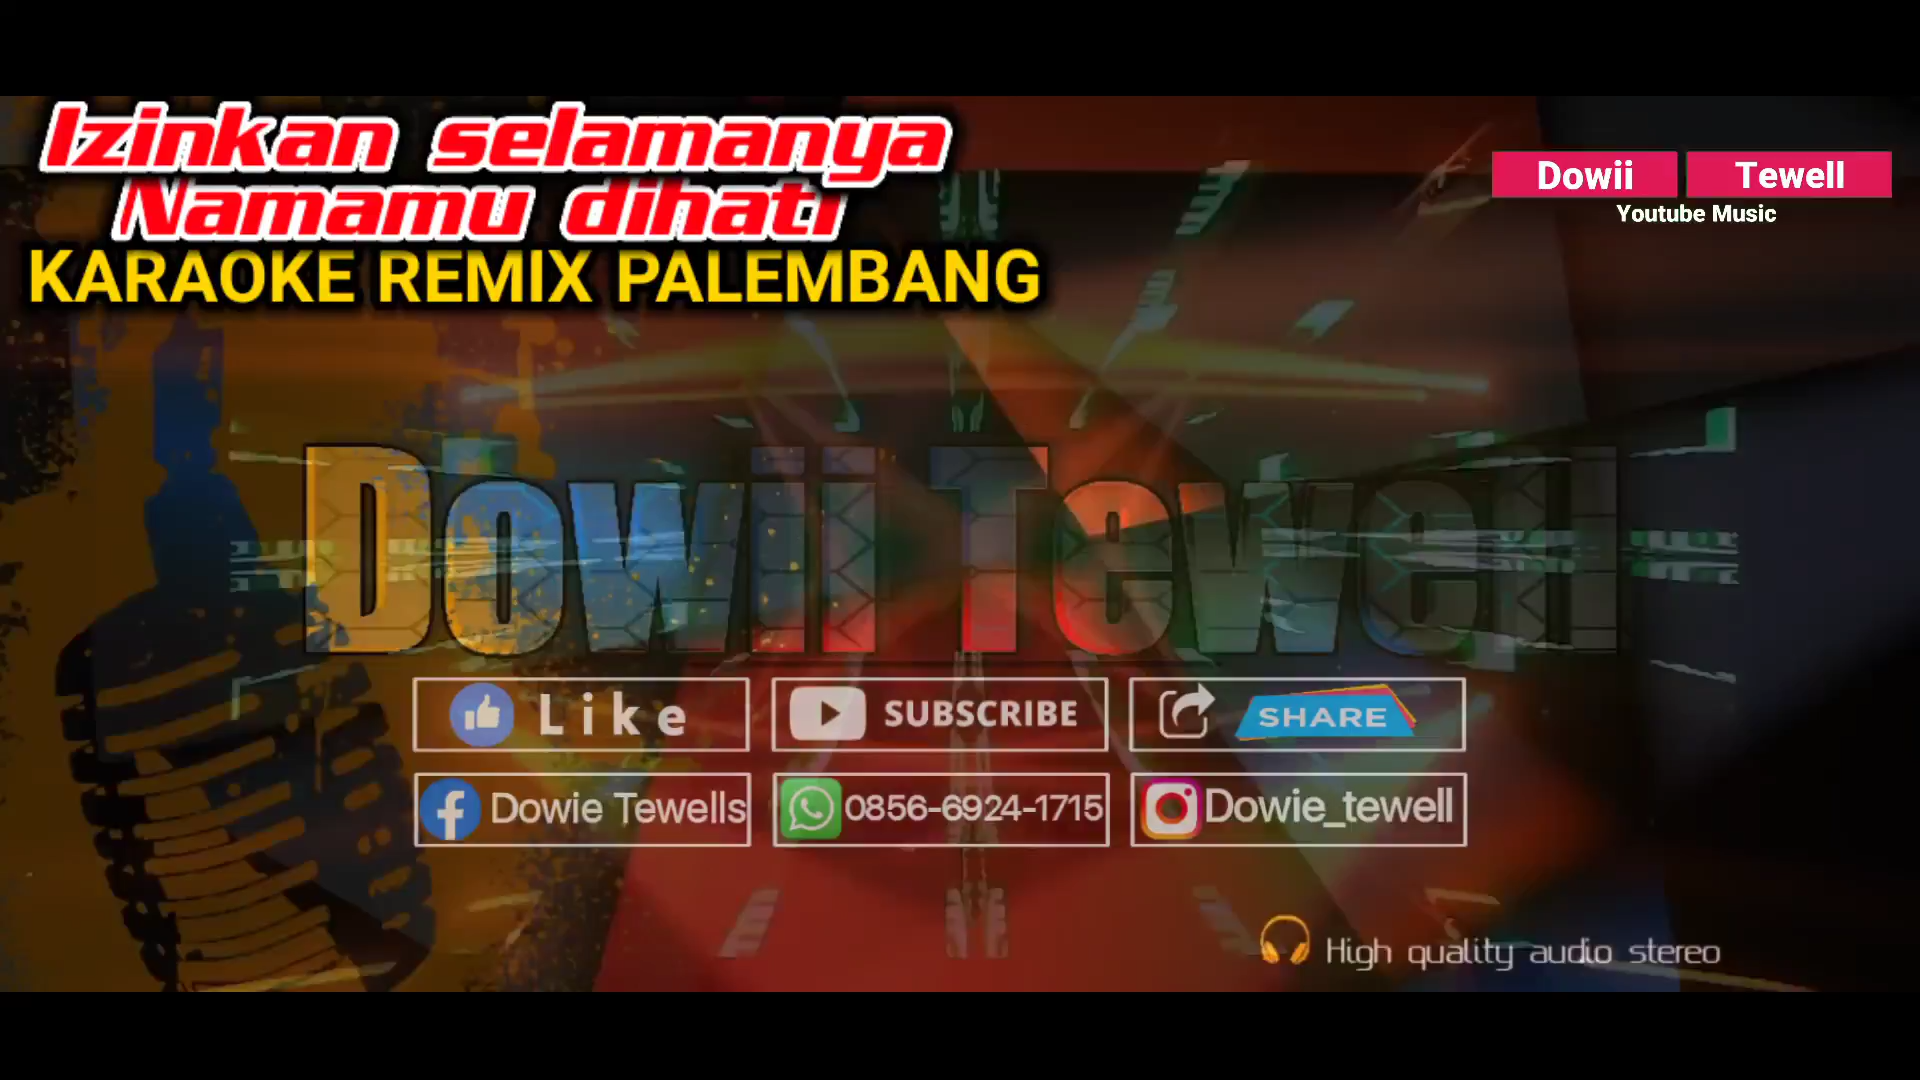 Izinkan selamanya
Namamu dihati
KARAOKE REMIX PALEMBANG
Dowii Tewell
Youtube Music
Dowii Tewell
Like
SUBSCRIBE
SHARE
Dowie Tewells
0856-6924-1715
Dowie_tewell
High quality audio stereo